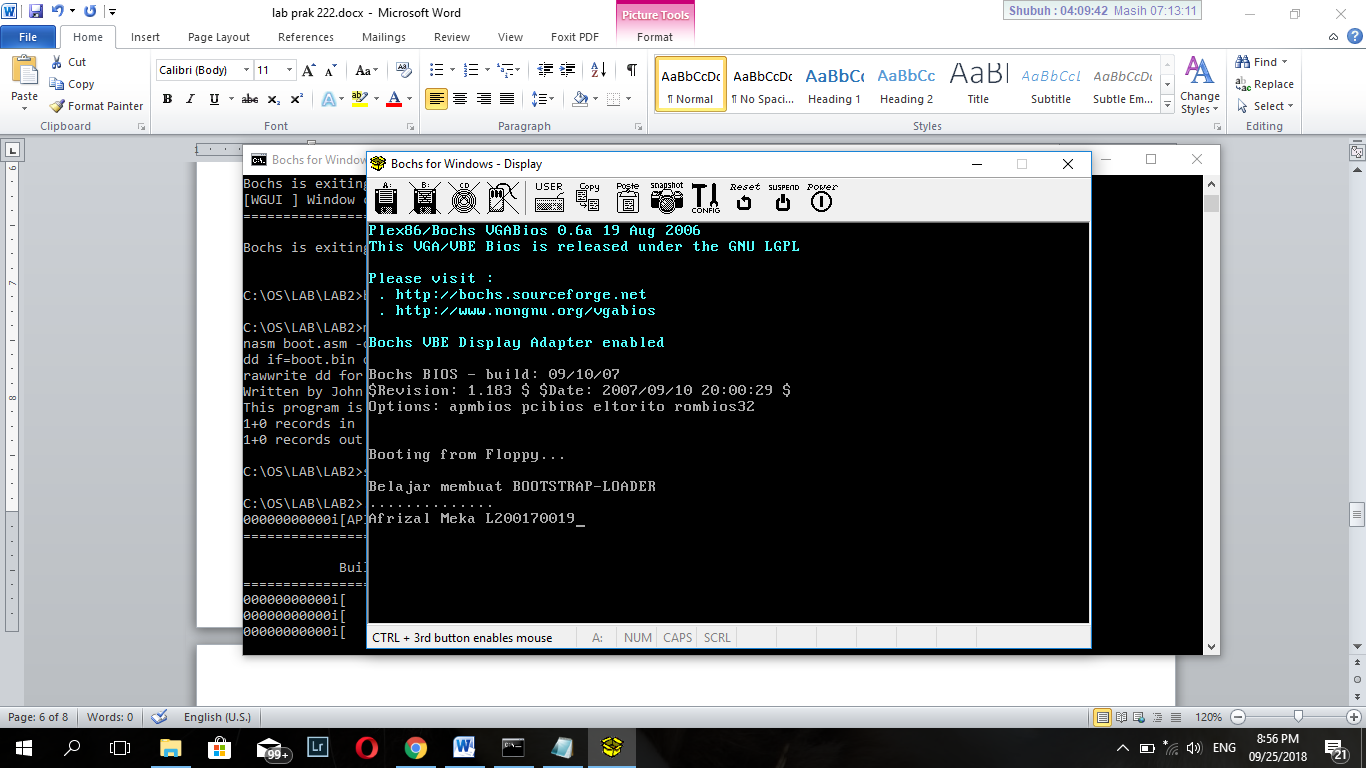 lab prak 222.docx - Microsoft Word
Picture Tools
Shubuh : 04:09:42 Masih 07:13:11
File Home Insert Page Layout References Mailings Review View Foxit PDF Format
Paste
Cut
Copy
Format Painter
Clipboard
Calibri (Body) 11
Font
Paragraph
AaBbCcDc AaBbCcDc AaBbCc AaBbCc AaBl AaBbCcL AaBbCcDc
¶ Normal ¶ No Spaci... Heading 1 Heading 2 Title Subtitle Subtle Em...
Change Styles
Styles
Find
Replace
Select
Editing
Bochs for Window
Bochs is exiting
[WGUI ] Window
================
Bochs is exiting
C:\OS\LAB\LAB2>
C:\OS\LAB\LAB2>
nasm boot.asm -
dd if=boot.bin
rawwrite dd for
Written by John
This program is
1+0 records in
1+0 records out
C:\OS\LAB\LAB2>
C:\OS\LAB\LAB2>
00000000000i[AP
================
Bui
================
00000000000i[
00000000000i[
00000000000i[
Bochs for Windows - Display
A: B: CD USER Copy Paste snapshot CONFIG Reset SUSPEND Power
Plex86/Bochs VGABios 0.6a 19 Aug 2006
This VGA/VBE Bios is released under the GNU LGPL
Please visit :
. http://bochs.sourceforge.net
. http://www.nongnu.org/vgabios
Bochs VBE Display Adapter enabled
Bochs BIOS - build: 09/10/07
$Revision: 1.183 $ $Date: 2007/09/10 20:00:29 $
Options: apmbios pcibios eltorito rombios32
Booting from Floppy...
Belajar membuat BOOTSTRAP-LOADER
..............
Afrizal Meka L200170019_
CTRL + 3rd button enables mouse A: NUM CAPS SCRL
Page: 6 of 8 Words: 0 English (U.S.) 120%
99+ Lr ENG
8:56 PM
09/25/2018
21